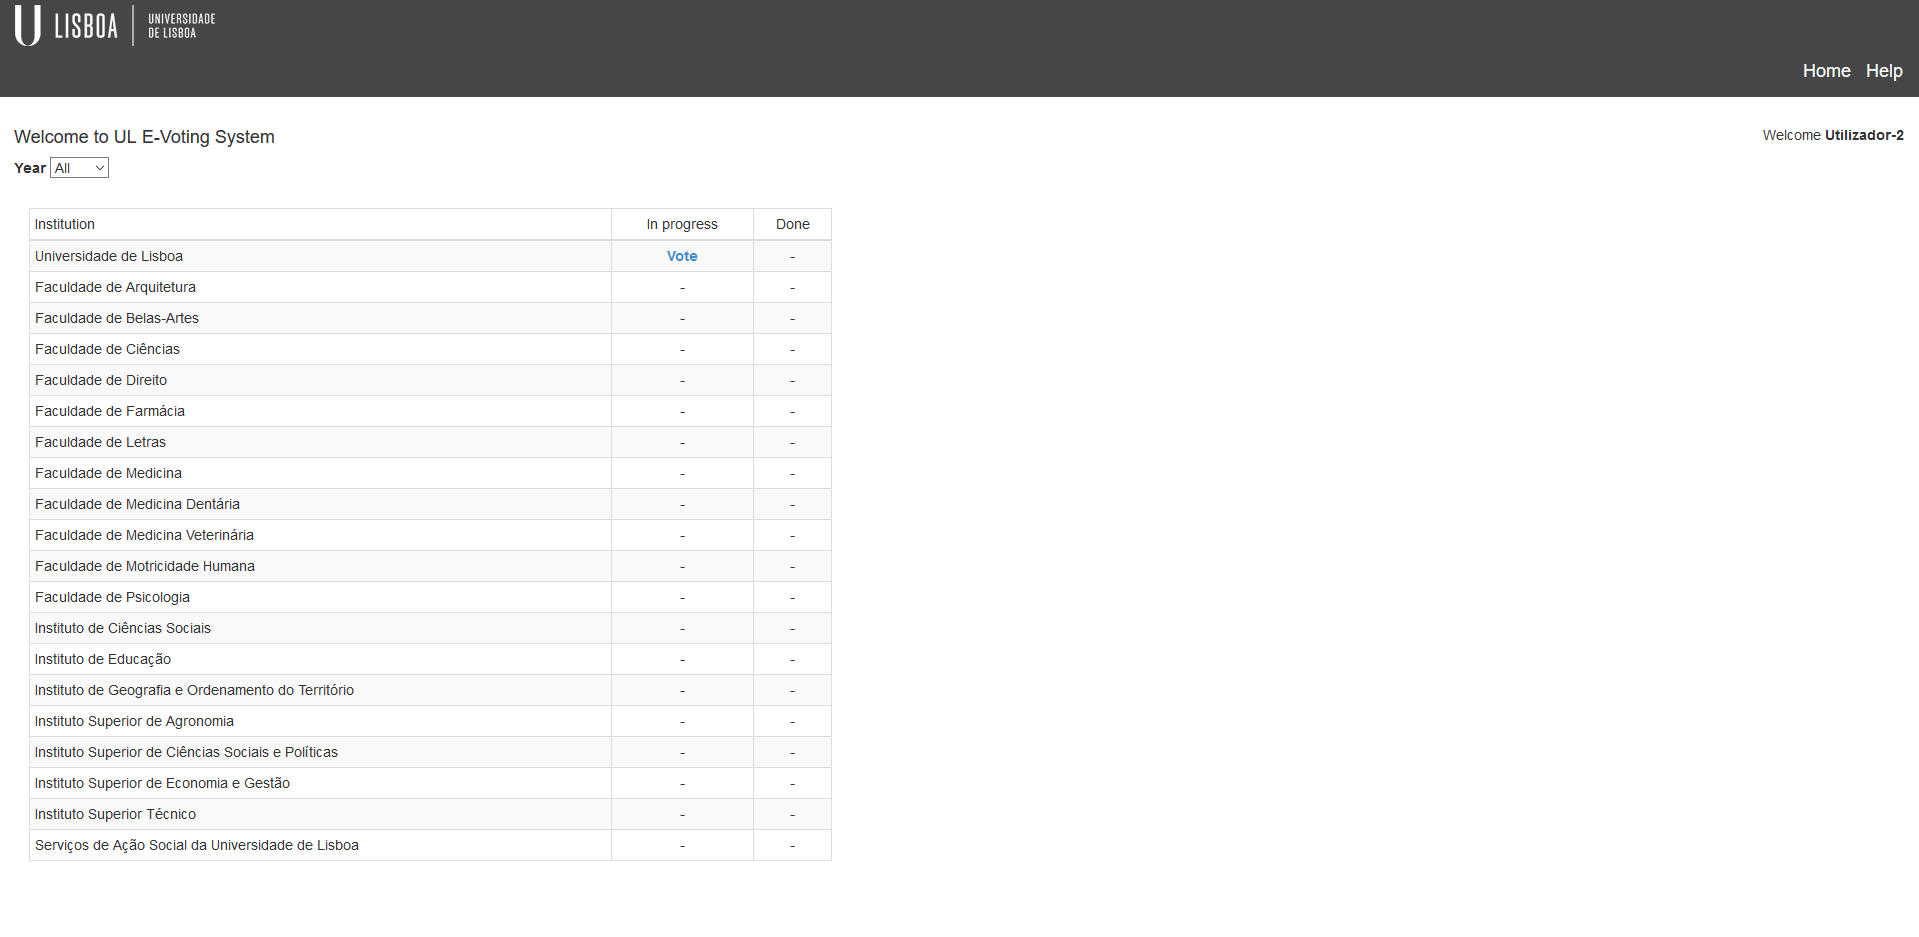 U LISBOA | UNIVERSIDADE
DE LISBOA
Home Help
Welcome to UL E-Voting System
Welcome Utilizador-2
Year All
Institution In progress Done
Universidade de Lisboa Vote -
Faculdade de Arquitetura - -
Faculdade de Belas-Artes - -
Faculdade de Ciências - -
Faculdade de Direito - -
Faculdade de Farmácia - -
Faculdade de Letras - -
Faculdade de Medicina - -
Faculdade de Medicina Dentária - -
Faculdade de Medicina Veterinária - -
Faculdade de Motricidade Humana - -
Faculdade de Psicologia - -
Instituto de Ciências Sociais - -
Instituto de Educação - -
Instituto de Geografia e Ordenamento do Território - -
Instituto Superior de Agronomia - -
Instituto Superior de Ciências Sociais e Políticas - -
Instituto Superior de Economia e Gestão - -
Instituto Superior Técnico - -
Serviços de Ação Social da Universidade de Lisboa - -